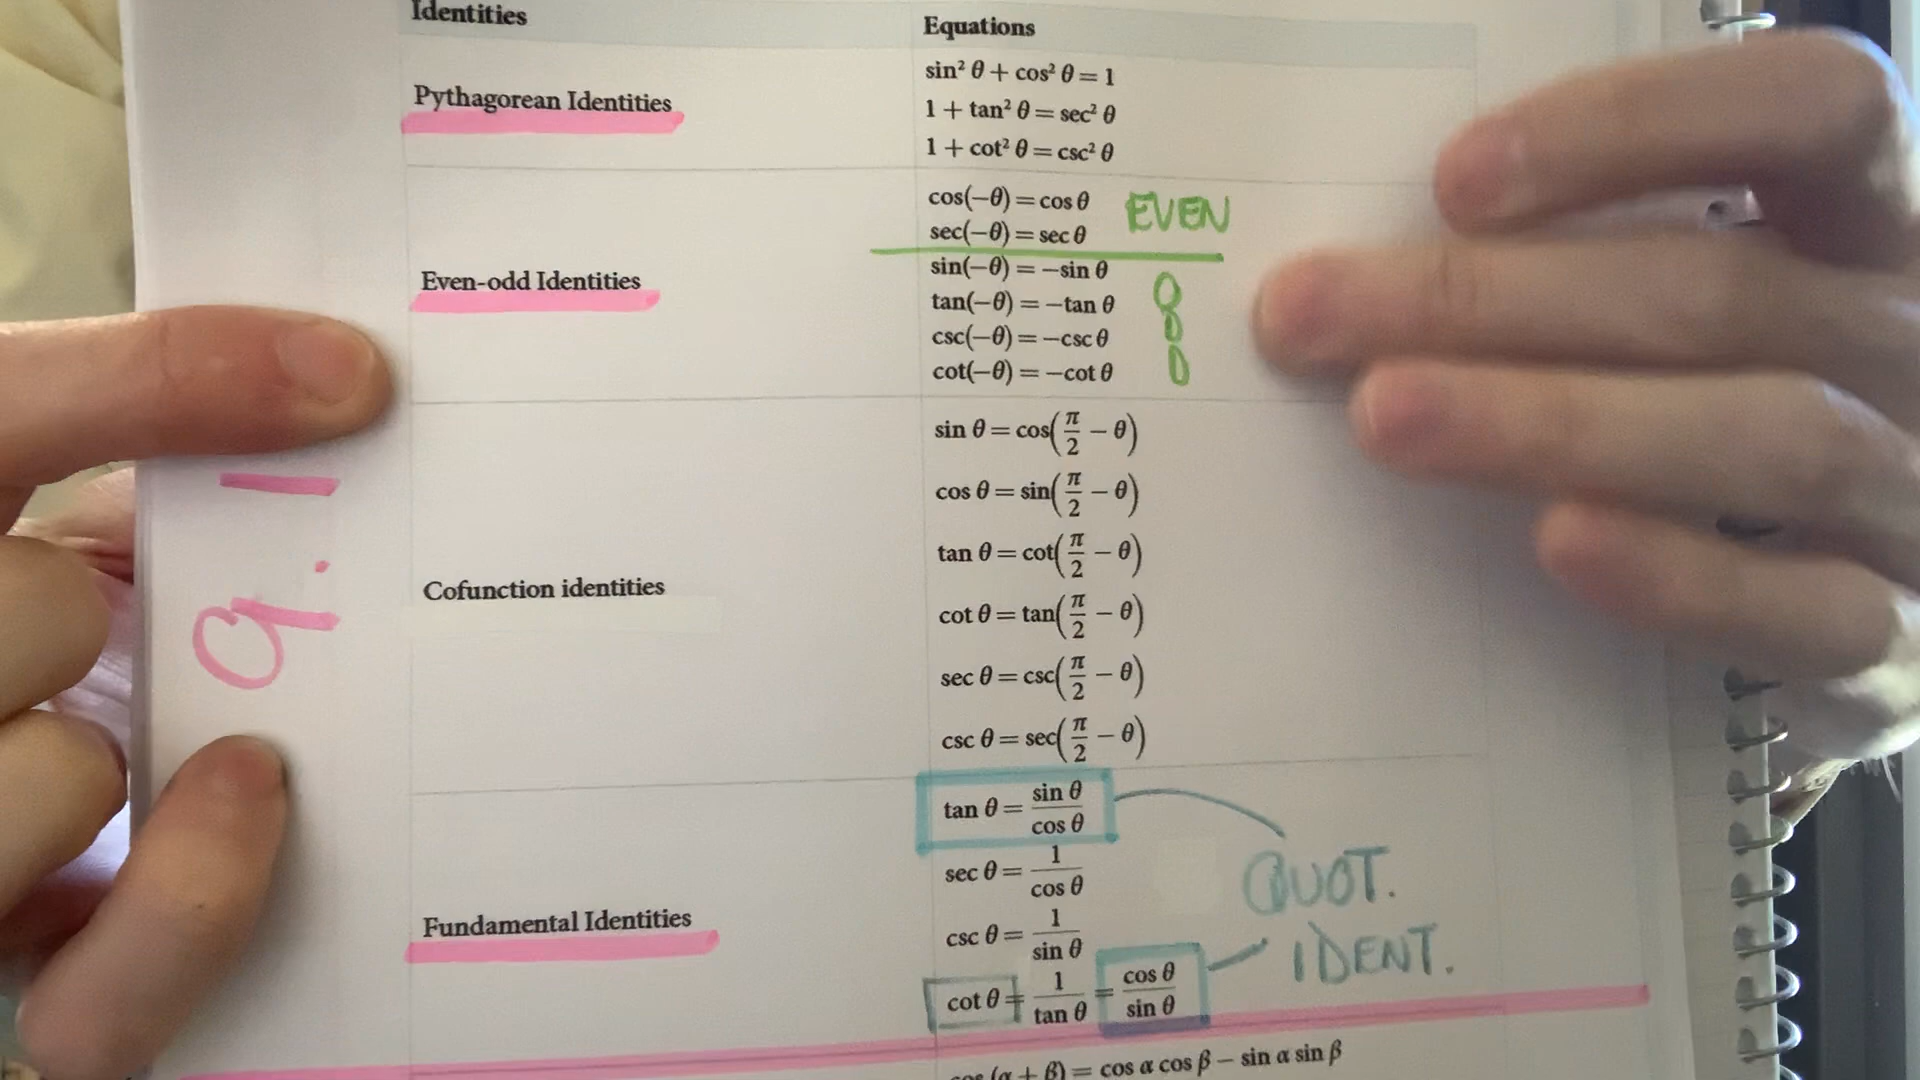 Identities
Equations
Pythagorean Identities
sin² θ + cos² θ = 1
1 + tan² θ = sec² θ
1 + cot² θ = csc² θ
Even-odd Identities
cos(−θ) = cos θ
sec(−θ) = sec θ
EVEN
sin(−θ) = −sin θ
tan(−θ) = −tan θ
csc(−θ) = −csc θ
cot(−θ) = −cot θ
9.1
Cofunction identities
sin θ = cos(π/2 − θ)
cos θ = sin(π/2 − θ)
tan θ = cot(π/2 − θ)
cot θ = tan(π/2 − θ)
sec θ = csc(π/2 − θ)
csc θ = sec(π/2 − θ)
Fundamental Identities
tan θ = sin θ/cos θ
sec θ = 1/cos θ
csc θ = 1/sin θ
cot θ = 1/tan θ = cos θ/sin θ
QUOT.
IDENT.
(α + β) = cos α cos β − sin α sin β